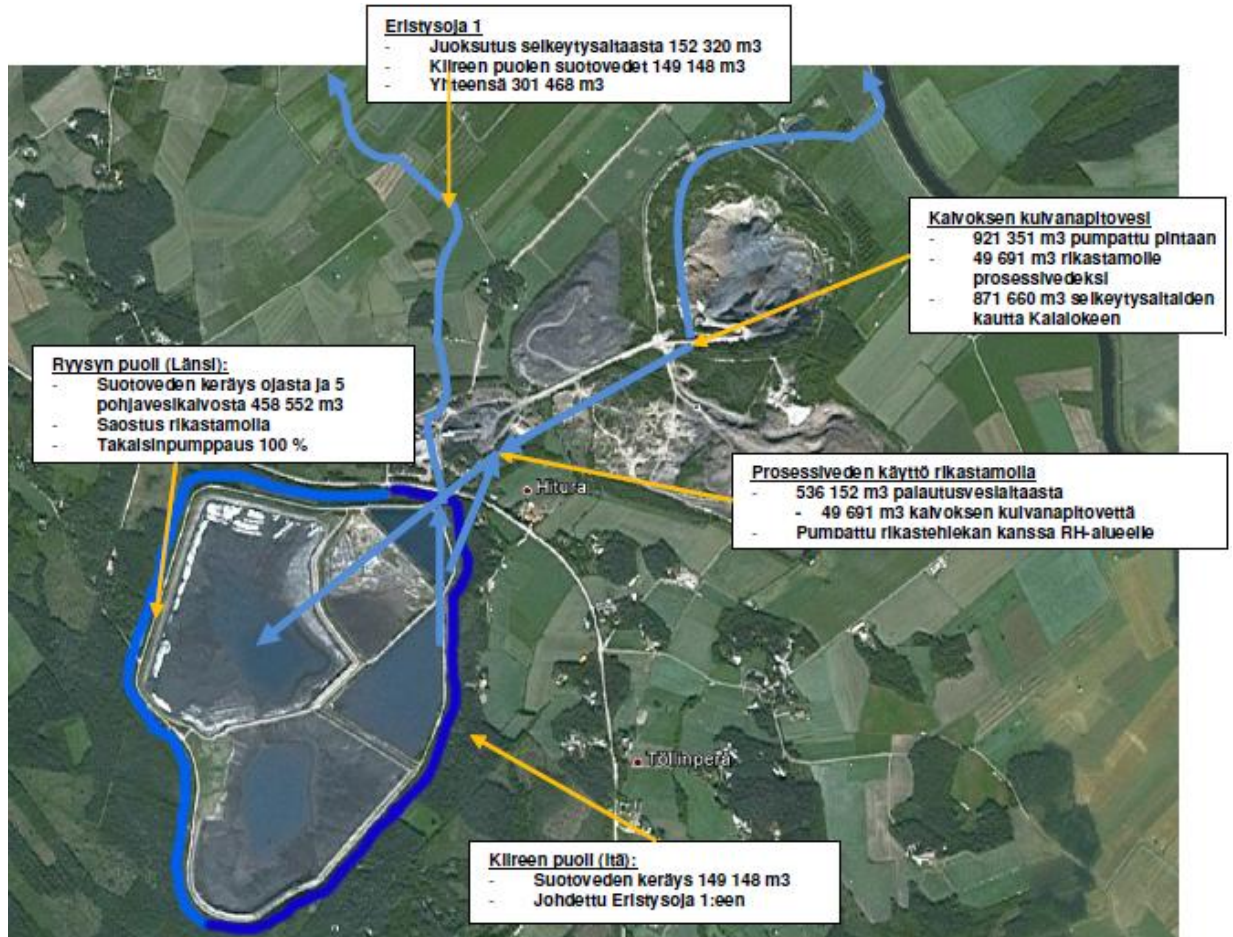 Eristysoja 1
- Juoksutus selkeytysaltaasta 152 320 m3
- Kiireen puolen suotovedet 149 148 m3
- Yhteensä 301 468 m3
Kaivoksen kuivanapitovesi
- 921 351 m3 pumpattu pintaan
- 49 691 m3 rikastamolle
prosessivedeksi
- 871 660 m3 selkeytysaltaiden
kautta Kalajokeen
Ryysyn puoli (Länsi):
- Suotoveden keräys ojasta ja 5
pohjavesikaivosta 458 552 m3
- Saostus rikastamolla
- Takaisinpumppaus 100 %
Prosessiveden käyttö rikastamolla
- 536 152 m3 palautusvesialtaasta
- 49 691 m3 kaivoksen kuivanapitovettä
- Pumpattu rikastehiekan kanssa RH-alueelle
Hitura
Töllinperä
Kiireen puoli (Itä):
- Suotoveden keräys 149 148 m3
- Johdettu Eristysoja 1:een